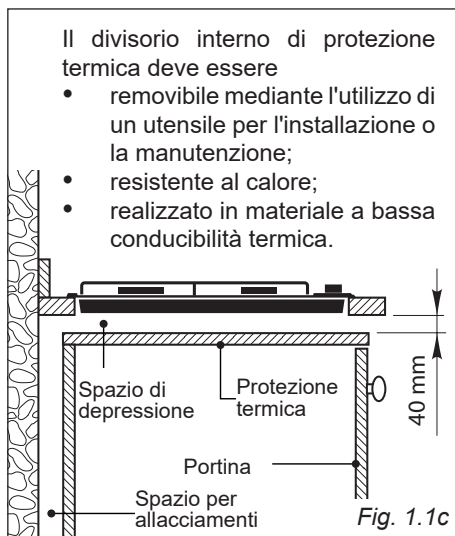 Il divisorio interno di protezione
termica deve essere
• removibile mediante l'utilizzo di
un utensile per l'installazione o
la manutenzione;
• resistente al calore;
• realizzato in materiale a bassa
conducibilità termica.
Spazio di
depressione
Protezione
termica
40 mm
Portina
Spazio per
allacciamenti
Fig. 1.1c